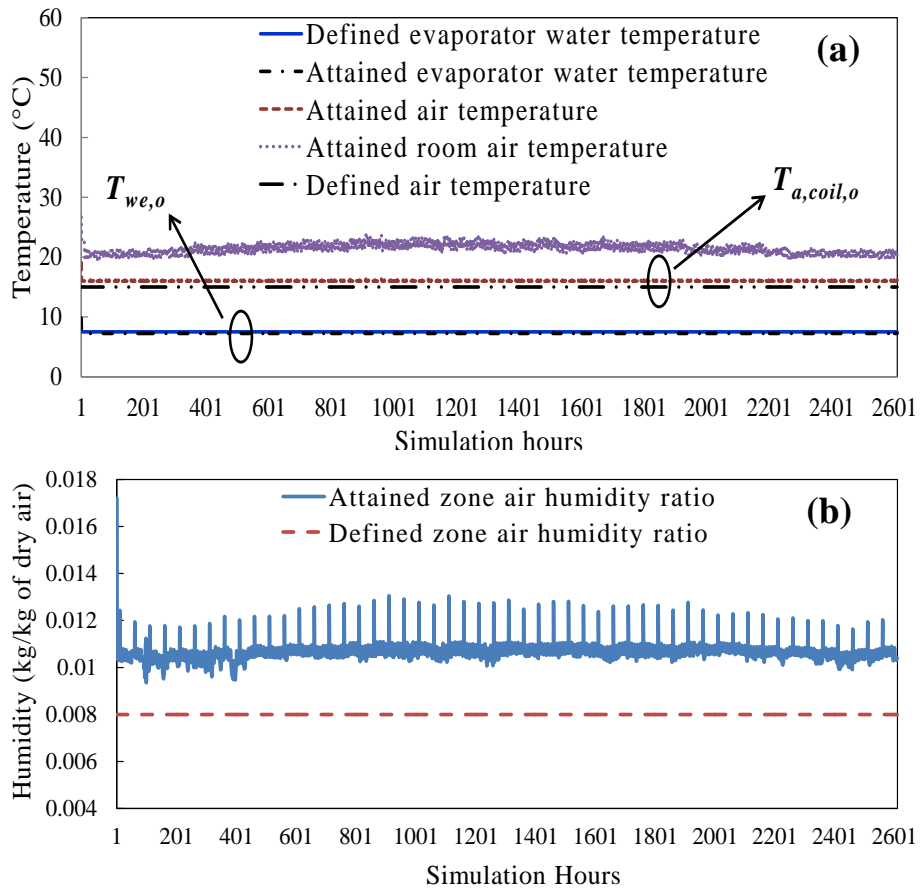 60
50
40
30
20
10
0
Temperature (°C)
Defined evaporator water temperature
Attained evaporator water temperature
Attained air temperature
Attained room air temperature
Defined air temperature
(a)
T we,o
T a,coil,o
1 201 401 601 801 1001 1201 1401 1601 1801 2001 2201 2401 2601
Simulation hours
0.018
0.016
0.014
0.012
0.01
0.008
0.006
0.004
Humidity (kg/kg of dry air)
Attained zone air humidity ratio
Defined zone air humidity ratio
(b)
1 201 401 601 801 1001 1201 1401 1601 1801 2001 2201 2401 2601
Simulation Hours